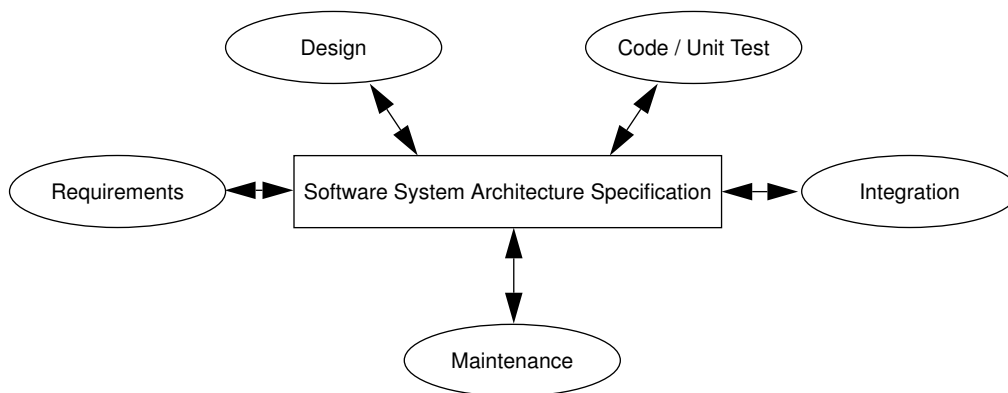 Design
Code / Unit Test
Requirements
Software System Architecture Specification
Integration
Maintenance